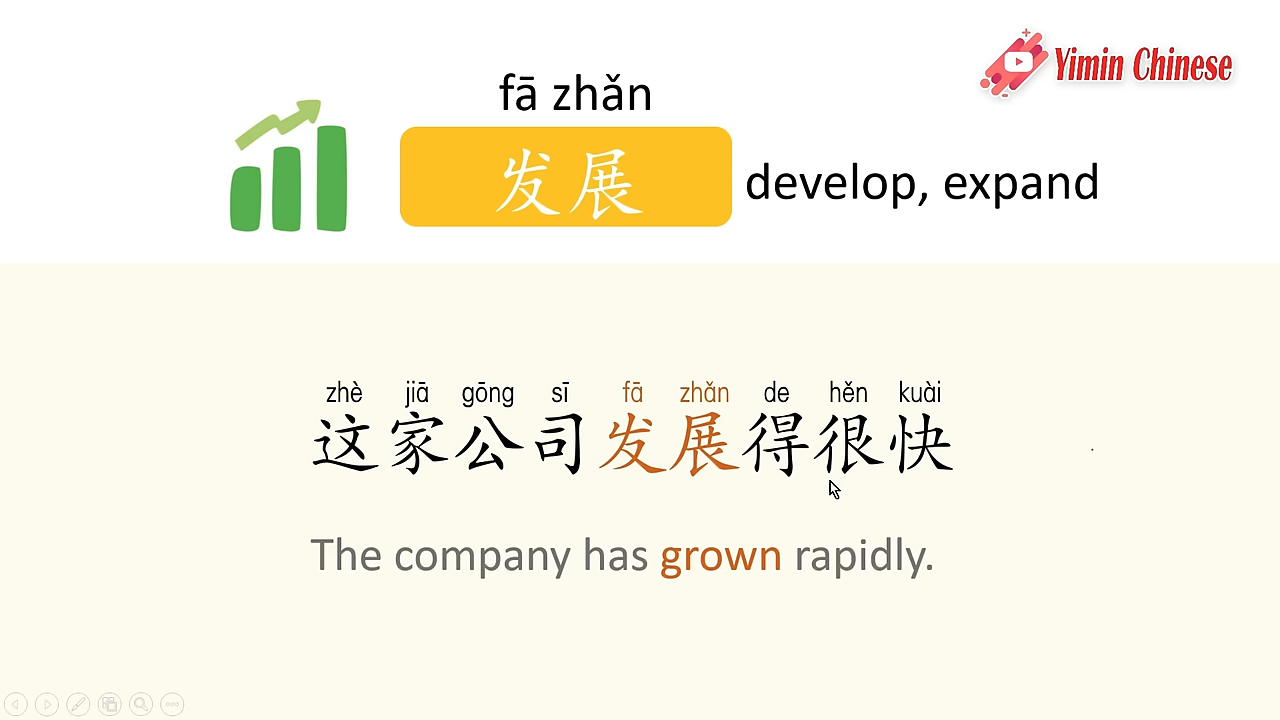 Yimin Chinese
fā zhǎn
发展
develop, expand
zhè jiā gōng sī fā zhǎn de hěn kuài
这家公司发展得很快
The company has grown rapidly.